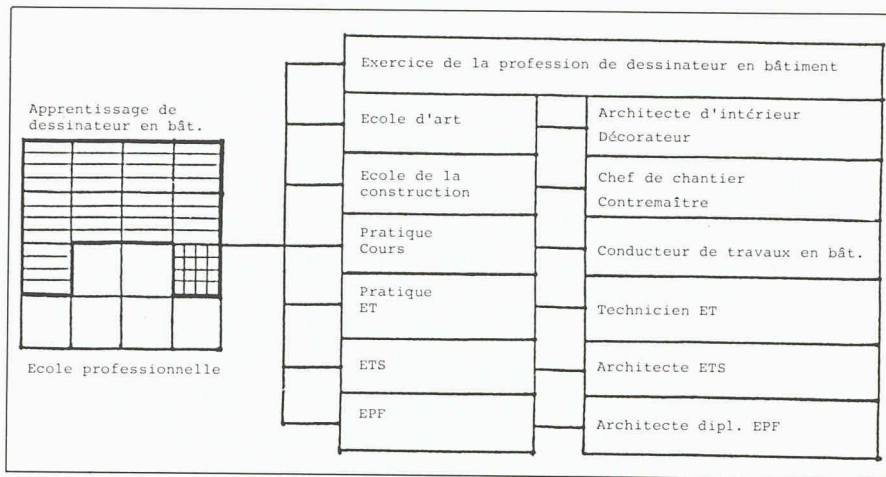 Apprentissage de
dessinateur en bât.
Ecole professionnelle
Exercice de la profession de dessinateur en bâtiment
Ecole d'art
Architecte d'intérieur
Décorateur
Ecole de la
construction
Chef de chantier
Contremaître
Pratique
Cours
Conducteur de travaux en bât.
Pratique
ET
Technicien ET
ETS
Architecte ETS
EPF
Architecte dipl. EPF